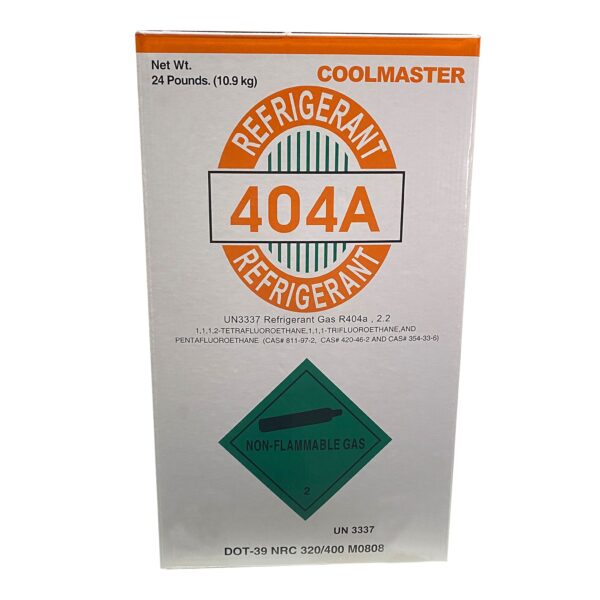 Net Wt.
24 Pounds. (10.9 kg)
COOLMASTER
REFRIGERANT
404A
REFRIGERANT
UN3337 Refrigerant Gas R404a , 2.2
1,1,1,2-TETRAFLUOROETHANE,1,1,1-TRIFLUOROETHANE,AND
PENTAFLUOROETHANE (CAS# 811-97-2, CAS# 420-46-2 AND CAS# 354-33-6)
NON-FLAMMABLE GAS
2
UN 3337
DOT-39 NRC 320/400 M0808